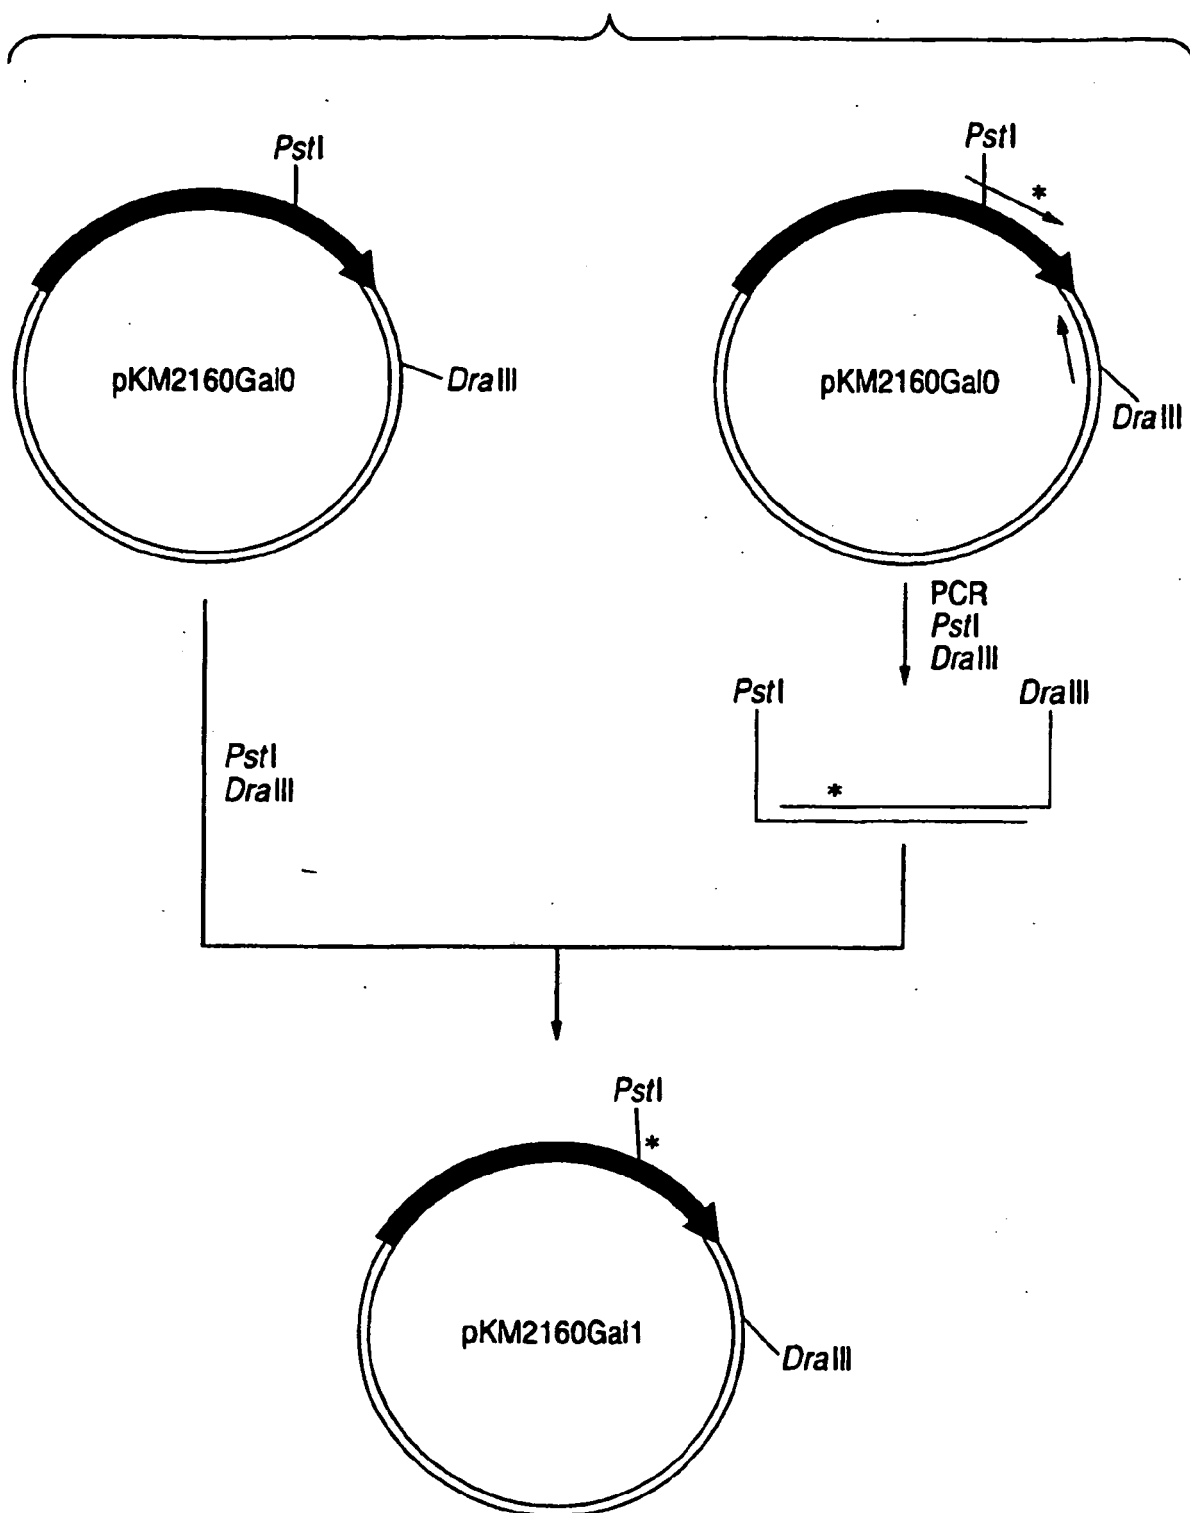 PstI
PstI
*
pKM2160Gal0
DraIII
pKM2160Gal0
DraIII
PCR
PstI
DraIII
PstI
DraIII
*
PstI
DraIII
PstI
*
pKM2160Gal1
DraIII